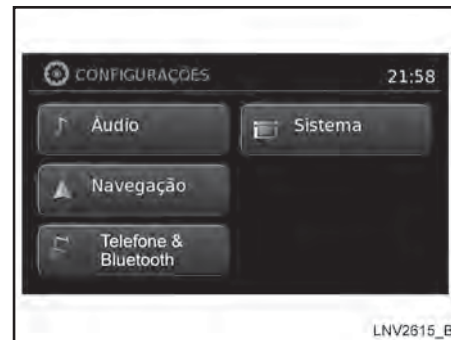 CONFIGURAÇÕES 21:58
Áudio
Sistema
Navegação
Telefone &
Bluetooth
LNV2615_B